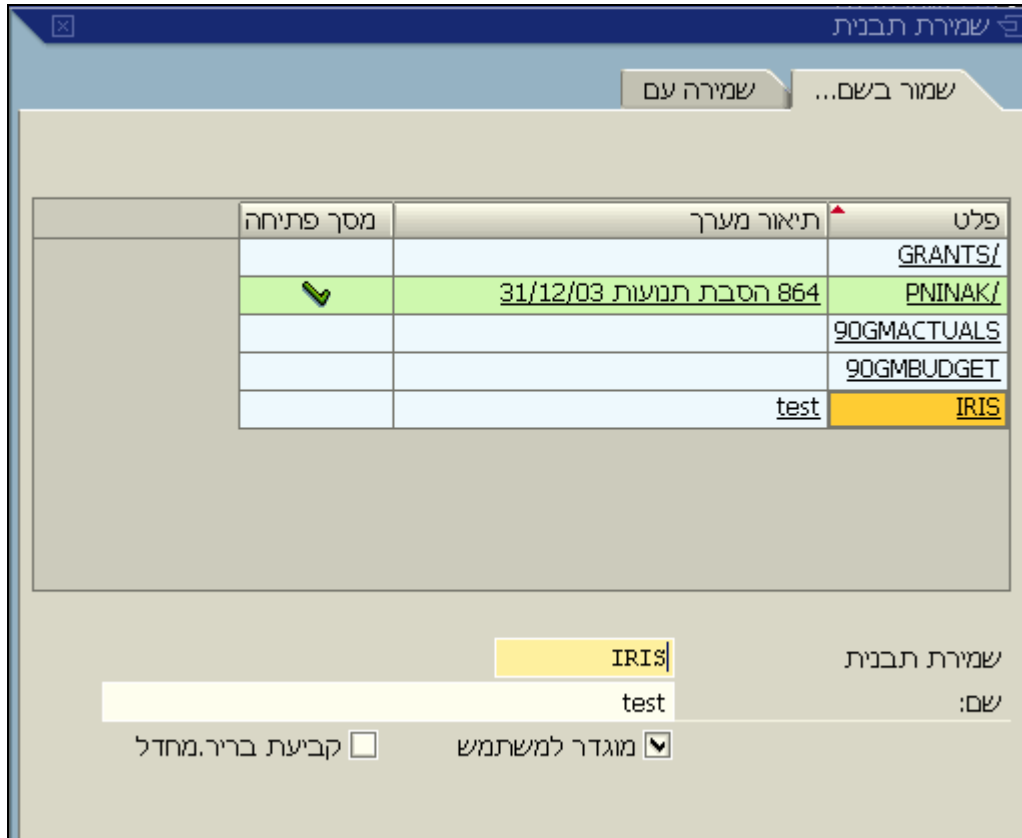 שמירת תבנית
שמור בשם... שמירה עם
פלט תיאור מערך מסך פתיחה
/GRANTS
/PNINAK 864 הסבת תנועות 31/12/03
90GMACTUALS
90GMBUDGET
IRIS test
שמירת תבנית IRIS
שם: test
מוגדר למשתמש קביעת בריר.מחדל